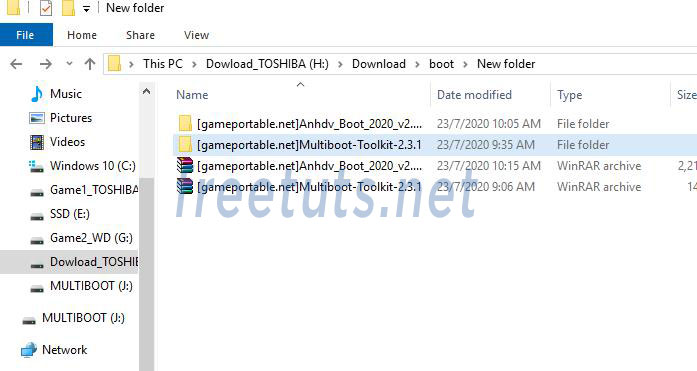 New folder
File Home Share View
This PC Dowload_TOSHIBA (H:) Download boot New folder
Name Date modified Type Size
Music
Pictures
Videos
Windows 10 (C:)
Game1_TOSHIBA
SSD (E:)
Game2_WD (G:)
Dowload_TOSHIB
MULTIBOOT (J:)
MULTIBOOT (J:)
Network
[gameportable.net]Anhdv_Boot_2020_v2.... 23/7/2020 10:05 AM File folder
[gameportable.net]Multiboot-Toolkit-2.3.1 23/7/2020 9:35 AM File folder
[gameportable.net]Anhdv_Boot_2020_v2.... 23/7/2020 10:15 AM WinRAR archive 2,21
[gameportable.net]Multiboot-Toolkit-2.3.1 23/7/2020 9:06 AM WinRAR archive 14
freetuts.net